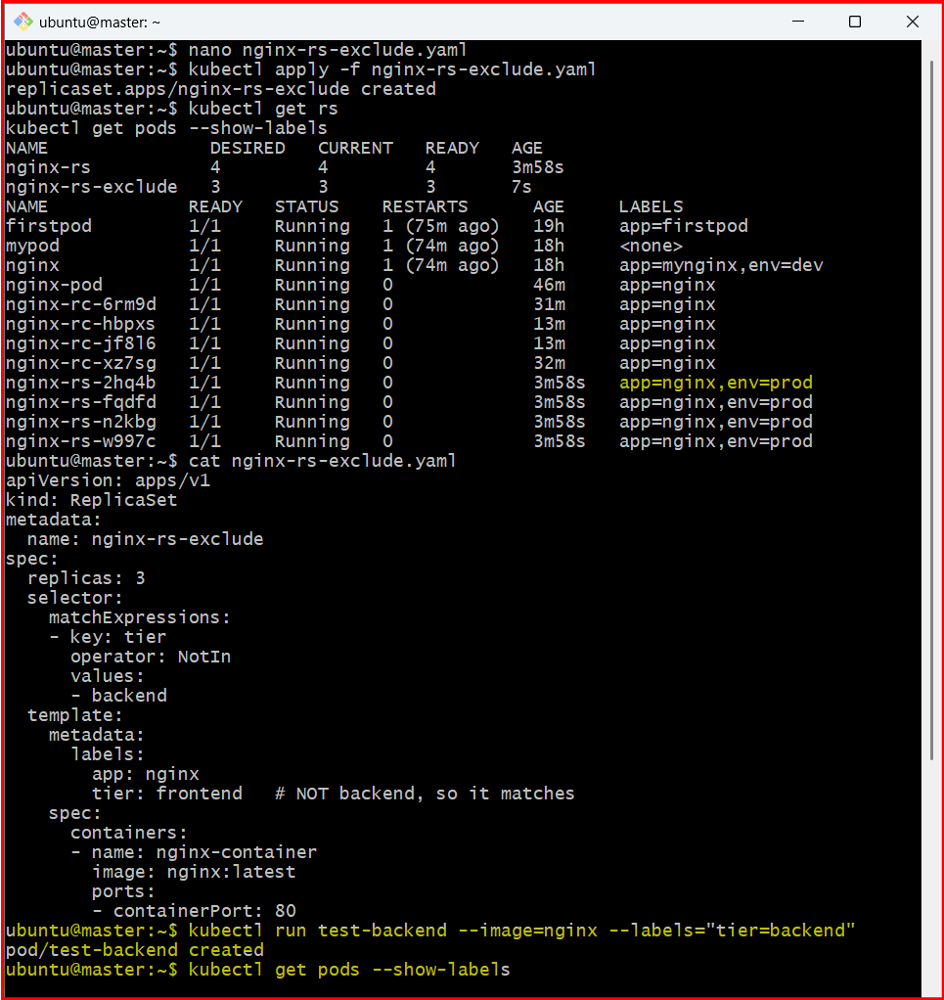 ubuntu@master: ~
ubuntu@master:~$ nano nginx-rs-exclude.yaml
ubuntu@master:~$ kubectl apply -f nginx-rs-exclude.yaml
replicaset.apps/nginx-rs-exclude created
ubuntu@master:~$ kubectl get rs
kubectl get pods --show-labels
NAME               DESIRED   CURRENT   READY   AGE
nginx-rs           4         4         4       3m58s
nginx-rs-exclude   3         3         3       7s
NAME             READY   STATUS    RESTARTS      AGE     LABELS
firstpod         1/1     Running   1 (75m ago)   19h     app=firstpod
mypod            1/1     Running   1 (74m ago)   18h     <none>
nginx            1/1     Running   1 (74m ago)   18h     app=mynginx,env=dev
nginx-pod        1/1     Running   0             46m     app=nginx
nginx-rc-6rm9d   1/1     Running   0             31m     app=nginx
nginx-rc-hbpxs   1/1     Running   0             13m     app=nginx
nginx-rc-jf8l6   1/1     Running   0             13m     app=nginx
nginx-rc-xz7sg   1/1     Running   0             32m     app=nginx
nginx-rs-2hq4b   1/1     Running   0             3m58s   app=nginx,env=prod
nginx-rs-fqdfd   1/1     Running   0             3m58s   app=nginx,env=prod
nginx-rs-n2kbg   1/1     Running   0             3m58s   app=nginx,env=prod
nginx-rs-w997c   1/1     Running   0             3m58s   app=nginx,env=prod
ubuntu@master:~$ cat nginx-rs-exclude.yaml
apiVersion: apps/v1
kind: ReplicaSet
metadata:
  name: nginx-rs-exclude
spec:
  replicas: 3
  selector:
    matchExpressions:
    - key: tier
      operator: NotIn
      values:
      - backend
  template:
    metadata:
      labels:
        app: nginx
        tier: frontend   # NOT backend, so it matches
    spec:
      containers:
      - name: nginx-container
        image: nginx:latest
        ports:
        - containerPort: 80
ubuntu@master:~$ kubectl run test-backend --image=nginx --labels="tier=backend"
pod/test-backend created
ubuntu@master:~$ kubectl get pods --show-labels